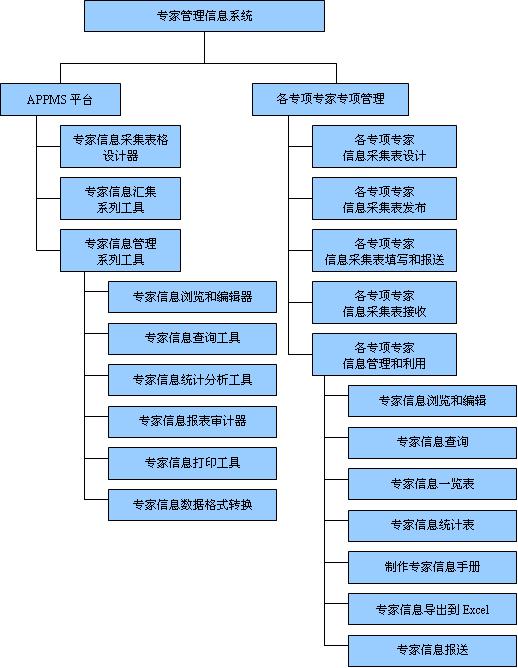 专家管理信息系统
APPMS 平台
专家信息采集表格
设计器
专家信息汇集
系列工具
专家信息管理
系列工具
专家信息浏览和编辑器
专家信息查询工具
专家信息统计分析工具
专家信息报表审计器
专家信息打印工具
专家信息数据格式转换
各专项专家专项管理
各专项专家
信息采集表设计
各专项专家
信息采集表发布
各专项专家
信息采集表填写和报送
各专项专家
信息采集表接收
各专项专家
信息管理和利用
专家信息浏览和编辑
专家信息查询
专家信息一览表
专家信息统计表
制作专家信息手册
专家信息导出到 Excel
专家信息报送